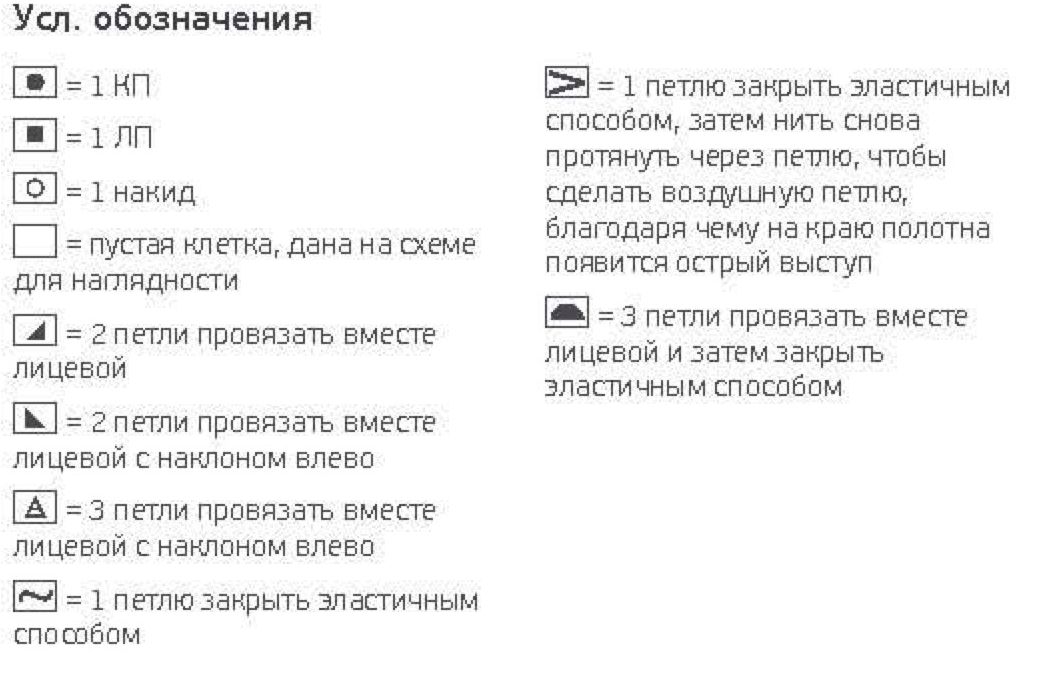 Усл. обозначения
= 1 КП
= 1 ЛП
= 1 накид
= пустая клетка, дана на схеме
для наглядности
= 2 петли провязать вместе
лицевой
= 2 петли провязать вместе
лицевой с наклоном влево
= 3 петли провязать вместе
лицевой с наклоном влево
= 1 петлю закрыть эластичным
способом
= 1 петлю закрыть эластичным
способом, затем нить снова
протянуть через петлю, чтобы
сделать воздушную петлю,
благодаря чему на краю полотна
появится острый выступ
= 3 петли провязать вместе
лицевой и затем закрыть
эластичным способом